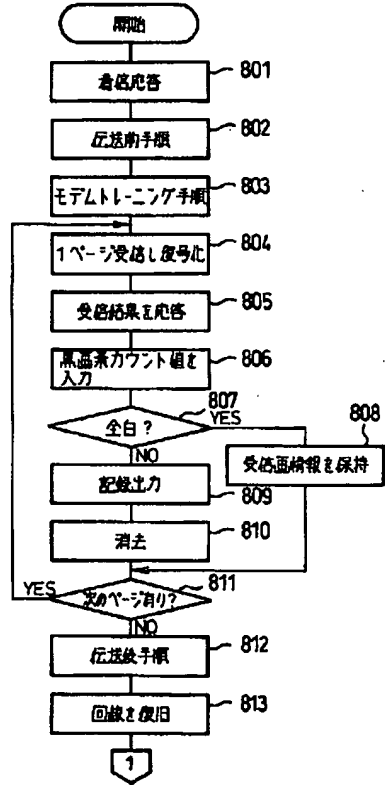 開始
着信応答
801
伝送前手順
802
モデムトレーニング手順
803
1ページ受信し復号化
804
受信結果を応答
805
黒画素カウント値を
入力
806
全白?
807
YES
NO
受信画情報を保持
808
記録出力
809
消去
810
次のページ有り?
811
YES
NO
伝送後手順
812
回線を復旧
813
1